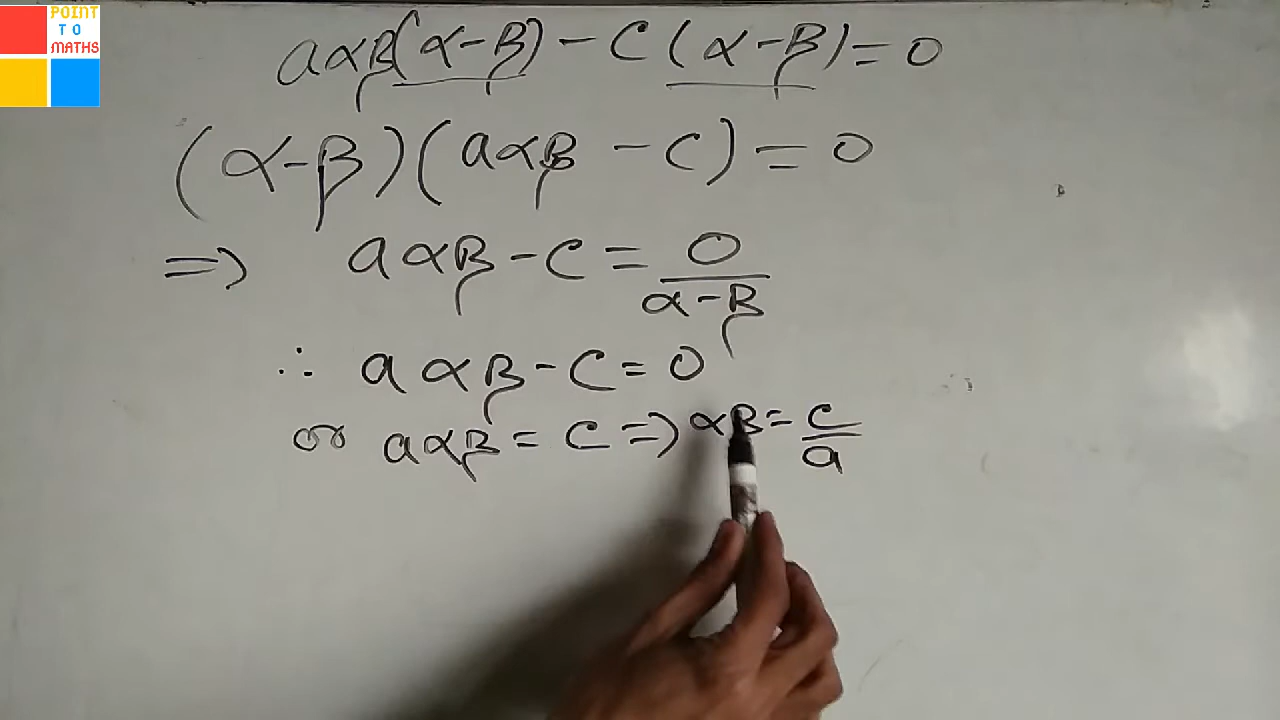 POINT
TO
MATHS
aαβ(α-β) - C(α-β) = 0
(α-β)(aαβ - C) = 0
⇒ aαβ - C = 0/α-β
∴ aαβ - C = 0
or aαβ = C ⇒ αβ = C/a